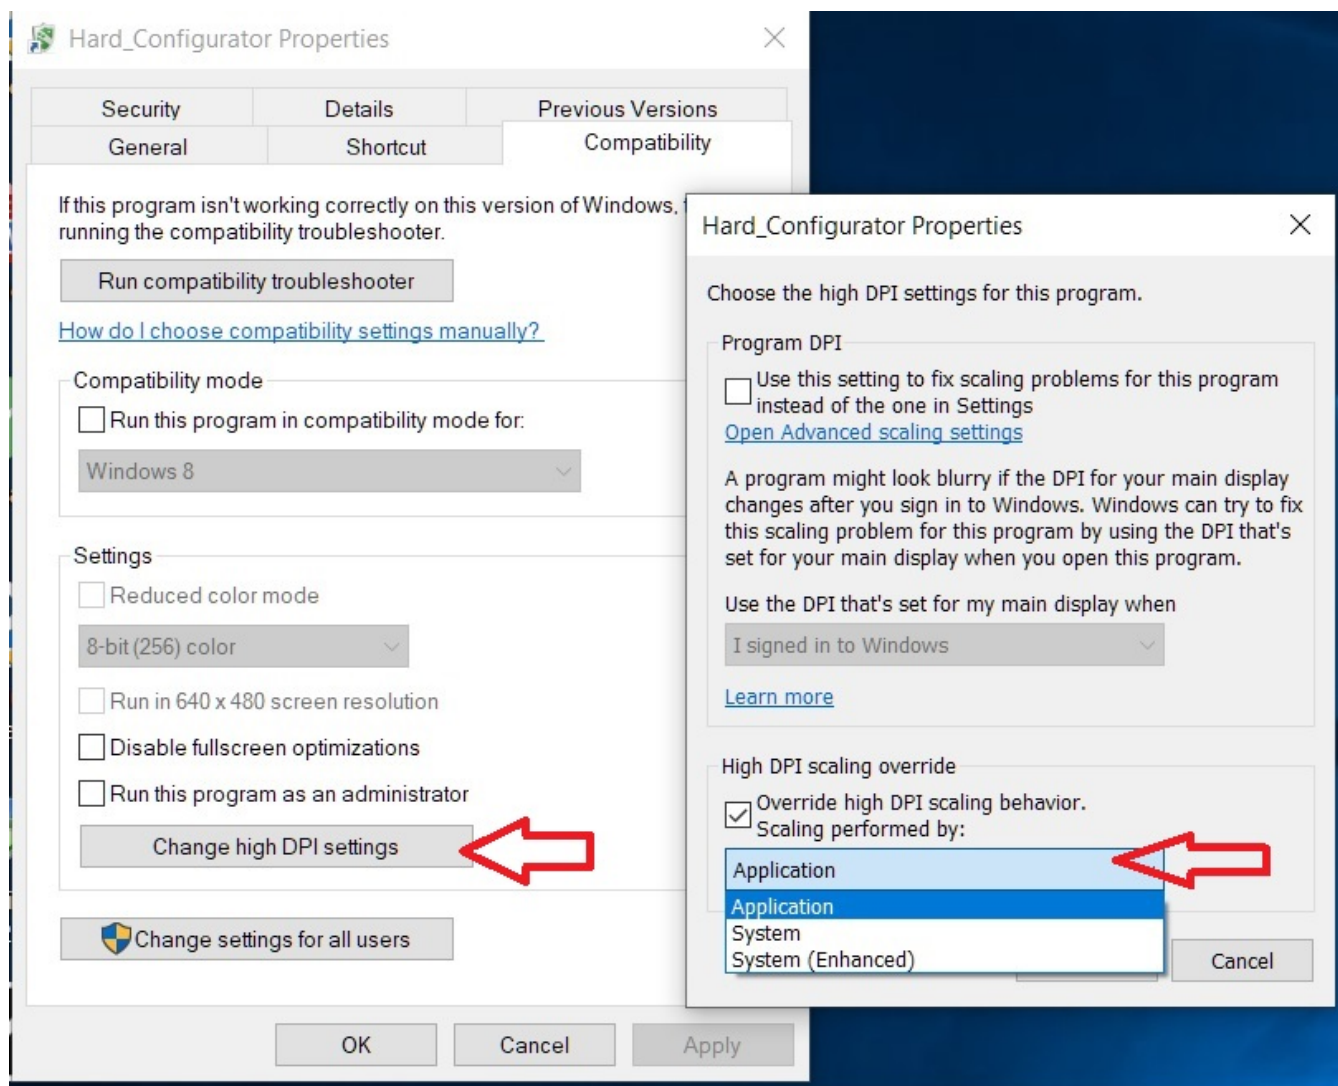 Hard_Configurator Properties
Security
Details
Previous Versions
General
Shortcut
Compatibility
If this program isn't working correctly on this version of Windows,
running the compatibility troubleshooter.
Run compatibility troubleshooter
How do I choose compatibility settings manually?
Compatibility mode
Run this program in compatibility mode for:
Windows 8
Settings
Reduced color mode
8-bit (256) color
Run in 640 x 480 screen resolution
Disable fullscreen optimizations
Run this program as an administrator
Change high DPI settings
Change settings for all users
OK
Cancel
Apply
Hard_Configurator Properties
Choose the high DPI settings for this program.
Program DPI
Use this setting to fix scaling problems for this program
instead of the one in Settings
Open Advanced scaling settings
A program might look blurry if the DPI for your main display
changes after you sign in to Windows. Windows can try to fix
this scaling problem for this program by using the DPI that's
set for your main display when you open this program.
Use the DPI that's set for my main display when
I signed in to Windows
Learn more
High DPI scaling override
Override high DPI scaling behavior.
Scaling performed by:
Application
Application
System
System (Enhanced)
Cancel